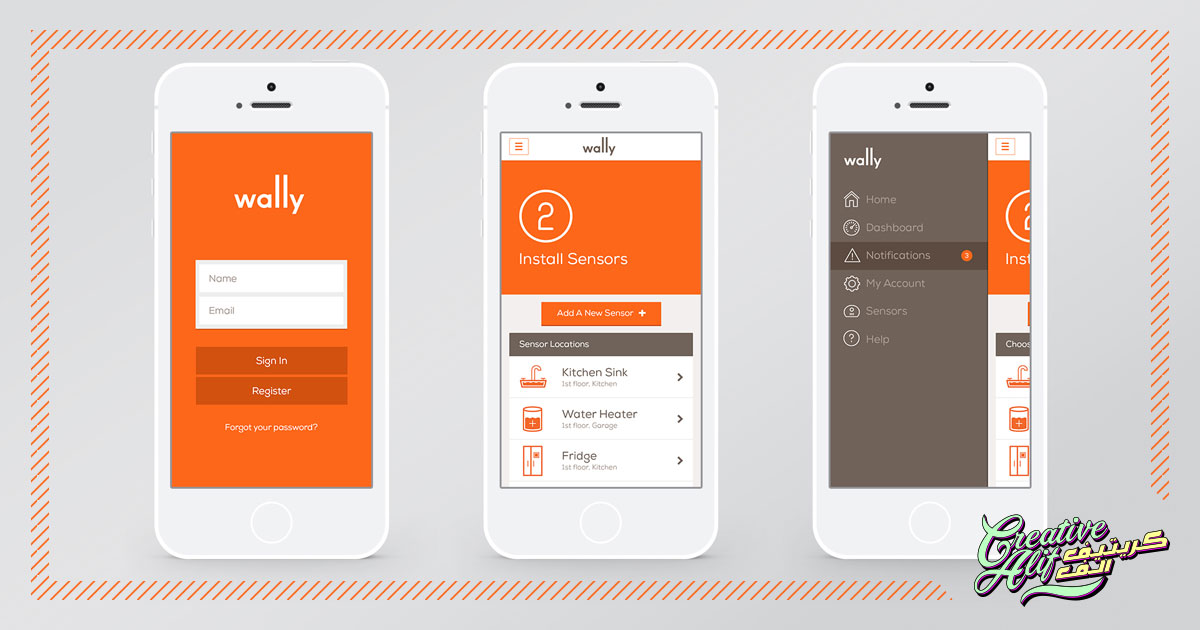 wally
Name
Email
Sign In
Register
Forgot your password?
wally
2
Install Sensors
Add A New Sensor +
Sensor Locations
Kitchen Sink
1st floor, Kitchen
Water Heater
1st floor, Garage
Fridge
1st floor, Kitchen
wally
Home
Dashboard
Notifications 3
My Account
Sensors
? Help
2
Inst
Choos
Creative
Alif
كريتيف
الف